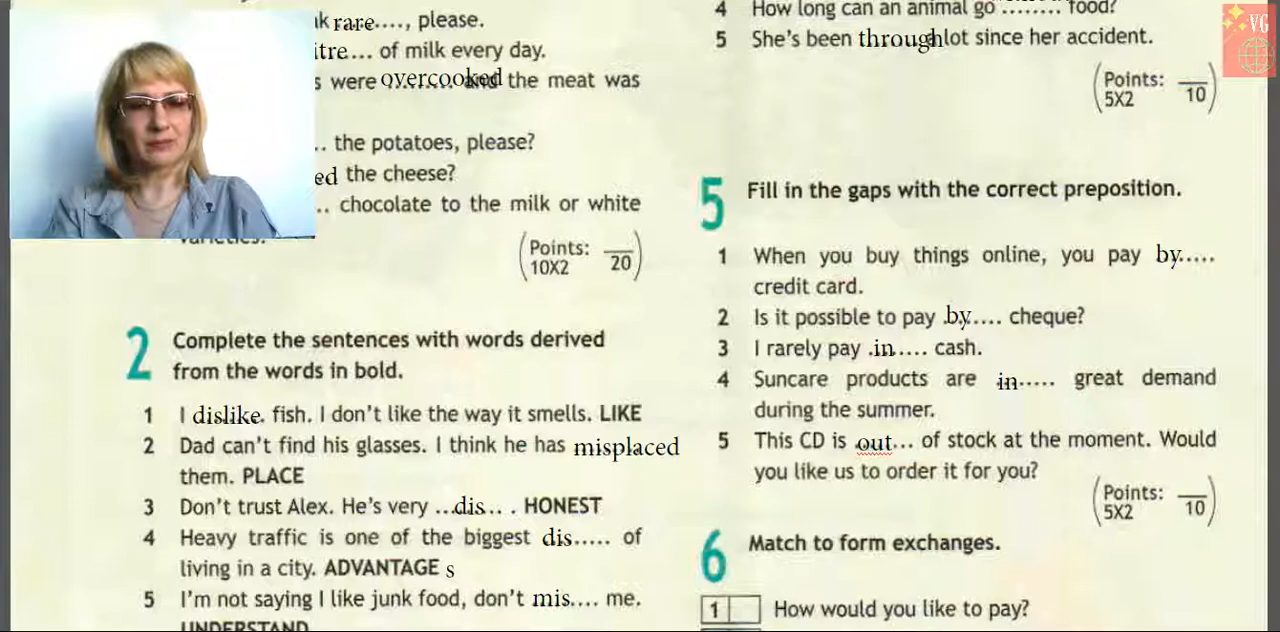 rare...., please.
itre... of milk every day.
s were overcooked and the meat was
.. the potatoes, please?
ed the cheese?
.. chocolate to the milk or white
(Points: __
10X2 20)
2 Complete the sentences with words derived
from the words in bold.
1 I dislike. fish. I don't like the way it smells. LIKE
2 Dad can't find his glasses. I think he has misplaced
them. PLACE
3 Don't trust Alex. He's very ...dis.. . HONEST
4 Heavy traffic is one of the biggest dis..... of
living in a city. ADVANTAGE s
5 I'm not saying I like junk food, don't mis.... me.
UNDERSTAND
4 How long can an animal go ........ food?
5 She's been through lot since her accident.
(Points: __
5X2 10)
5 Fill in the gaps with the correct preposition.
1 When you buy things online, you pay by.....
credit card.
2 Is it possible to pay .by.... cheque?
3 I rarely pay .in.... cash.
4 Suncare products are in..... great demand
during the summer.
5 This CD is out... of stock at the moment. Would
you like us to order it for you?
(Points: __
5X2 10)
6 Match to form exchanges.
1 How would you like to pay?
VG